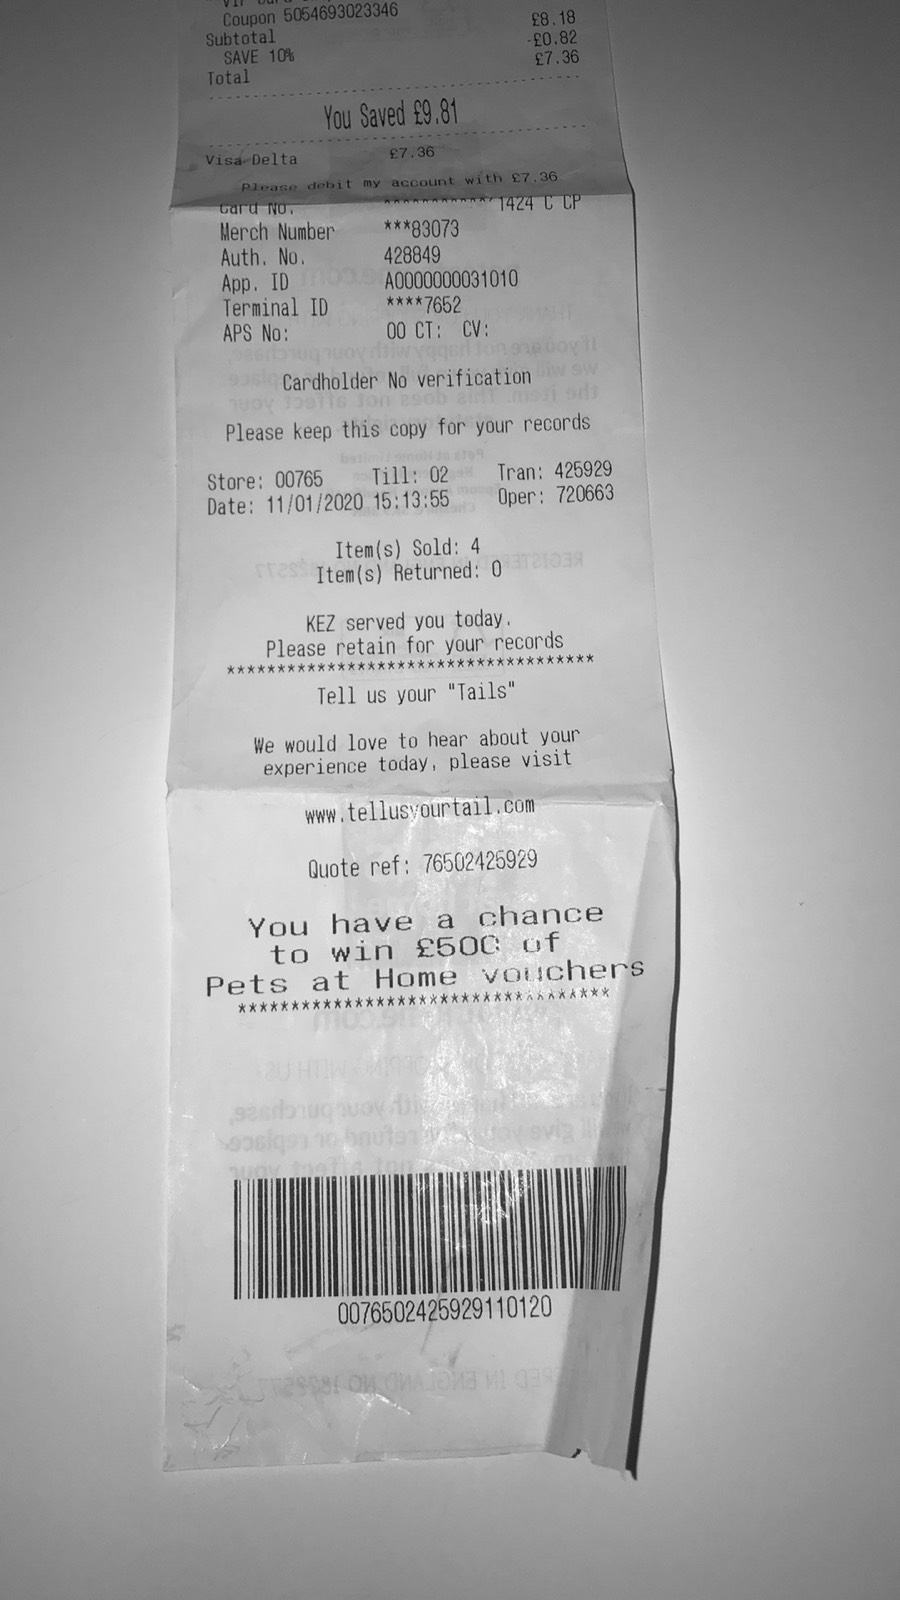 Coupon 5054693023346
Subtotal £8.18
SAVE 10% -£0.82
Total £7.36
You Saved £9.81
Visa Delta £7.36
Please debit my account with £7.36
Card No. ************1424 C CP
Merch Number ***83073
Auth. No. 428849
App. ID A0000000031010
Terminal ID ****7652
APS No: 00 CT: CV:
Cardholder No verification
Please keep this copy for your records
Store: 00765 Till: 02 Tran: 425929
Date: 11/01/2020 15:13:55 Oper: 720663
Item(s) Sold: 4
Item(s) Returned: 0
KEZ served you today.
Please retain for your records
************************************
Tell us your "Tails"
We would love to hear about your
experience today, please visit
www.tellusyourtail.com
Quote ref: 76502425929
You have a chance
to win £500 of
Pets at Home vouchers
************************************
0076502425929110120